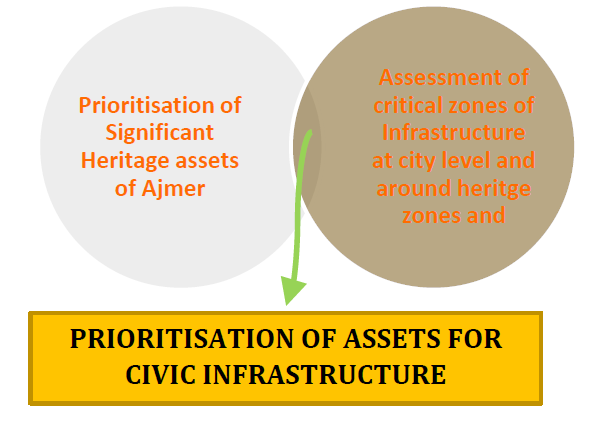 Prioritisation of
Significant
Heritage assets
of Ajmer
Assessment of
critical zones of
Infrastructure
at city level and
around heritge
zones and
PRIORITISATION OF ASSETS FOR
CIVIC INFRASTRUCTURE